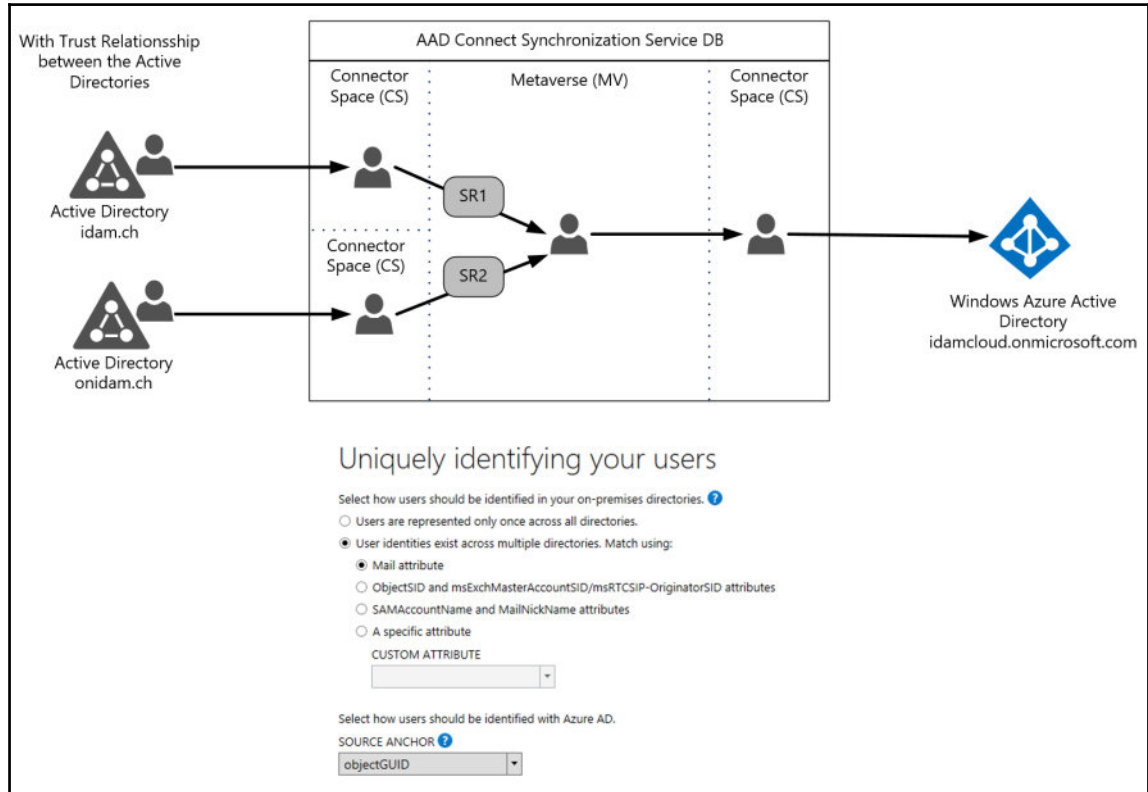 With Trust Relationsship
between the Active
Directories
AAD Connect Synchronization Service DB
Connector
Space (CS)
Metaverse (MV)
Connector
Space (CS)
SR1
Active Directory
idam.ch
Connector
Space (CS)
SR2
Active Directory
onidam.ch
Windows Azure Active
Directory
idamcloud.onmicrosoft.com
Uniquely identifying your users
Select how users should be identified in your on-premises directories. ?
Users are represented only once across all directories.
User identities exist across multiple directories. Match using:
Mail attribute
ObjectSID and msExchMasterAccountSID/msRTCSIP-OriginatorSID attributes
SAMAccountName and MailNickName attributes
A specific attribute
CUSTOM ATTRIBUTE
Select how users should be identified with Azure AD.
SOURCE ANCHOR ?
objectGUID